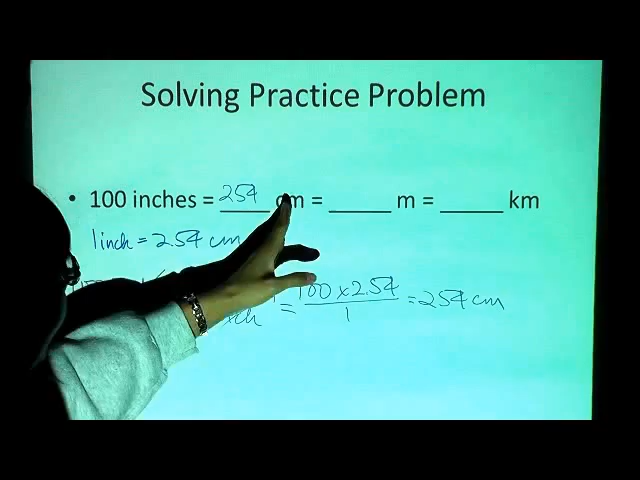 Solving Practice Problem
• 100 inches = 254 cm = _____ m = _____ km
1 inch = 2.54 cm
= 100 x 2.54 / 1 = 254 cm